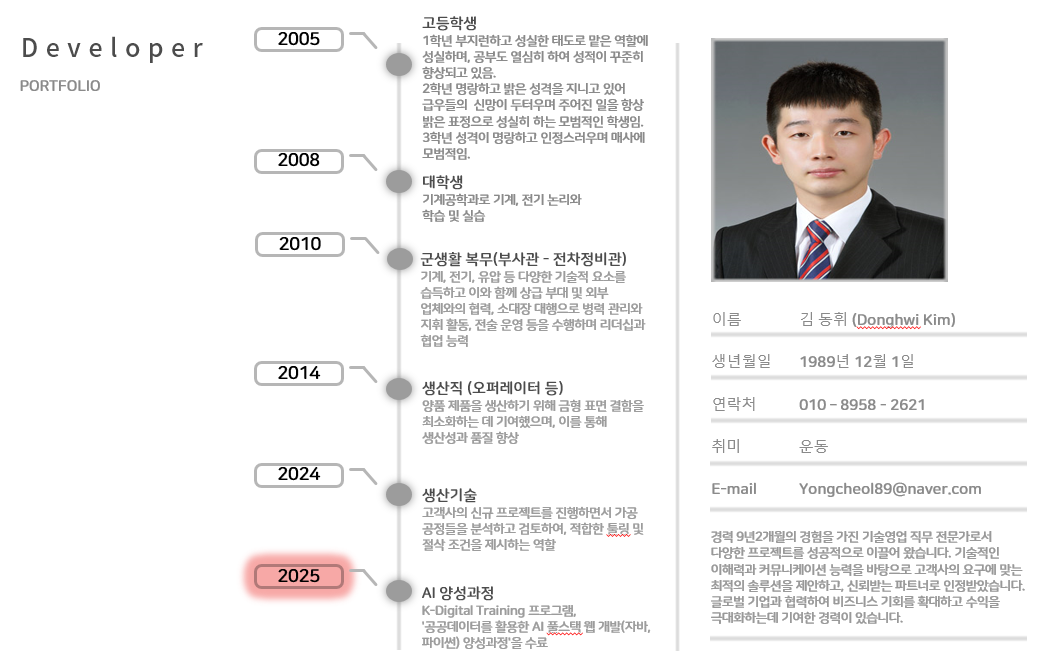 Developer
PORTFOLIO
2005
고등학생
1학년 부지런하고 성실한 태도로 맡은 역할에
성실하며, 공부도 열심히 하여 성적이 꾸준히
향상되고 있음.
2학년 명랑하고 밝은 성격을 지니고 있어
급우들의 신망이 두터우며 주어진 일을 항상
밝은 표정으로 성실히 하는 모범적인 학생임.
3학년 성격이 명랑하고 인정스러우며 매사에
모범적임.
2008
대학생
기계공학과로 기계, 전기 논리와
학습 및 실습
2010
군생활 복무(부사관 - 전차정비관)
기계, 전기, 유압 등 다양한 기술적 요소를
습득하고 이와 함께 상급 부대 및 외부
업체와의 협력, 소대장 대행으로 병력 관리와
지휘 활동, 전술 운영 등을 수행하며 리더십과
협업 능력
2014
생산직 (오퍼레이터 등)
양품 제품을 생산하기 위해 금형 표면 결함을
최소화하는 데 기여했으며, 이를 통해
생산성과 품질 향상
2024
생산기술
고객사의 신규 프로젝트를 진행하면서 가공
공정들을 분석하고 검토하여, 적합한 툴링 및
절삭 조건을 제시하는 역할
2025
AI 양성과정
K-Digital Training 프로그램,
'공공데이터를 활용한 AI 풀스택 웹 개발(자바,
파이썬) 양성과정'을 수료
이름 김 동휘 (Donghwi Kim)
생년월일 1989년 12월 1일
연락처 010 – 8958 - 2621
취미 운동
E-mail Yongcheol89@naver.com
경력 9년2개월의 경험을 가진 기술영업 직무 전문가로서
다양한 프로젝트를 성공적으로 이끌어 왔습니다. 기술적인
이해력과 커뮤니케이션 능력을 바탕으로 고객사의 요구에 맞는
최적의 솔루션을 제안하고, 신뢰받는 파트너로 인정받았습니다.
글로벌 기업과 협력하여 비즈니스 기회를 확대하고 수익을
극대화하는데 기여한 경력이 있습니다.